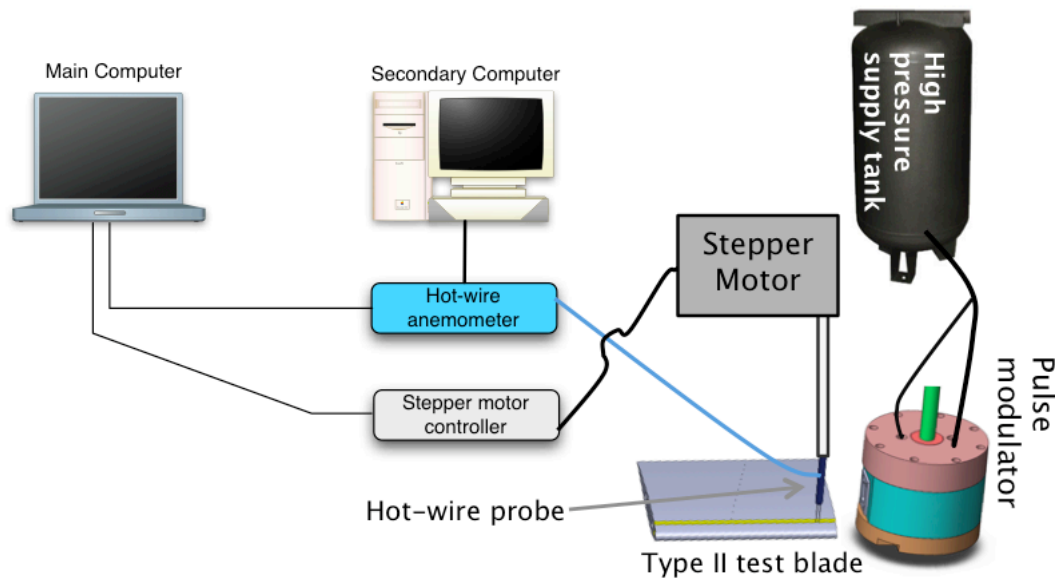 Main Computer
Secondary Computer
High
pressure
supply tank
Stepper
Motor
Hot-wire
anemometer
Stepper motor
controller
Pulse
modulator
Hot-wire probe
Type II test blade